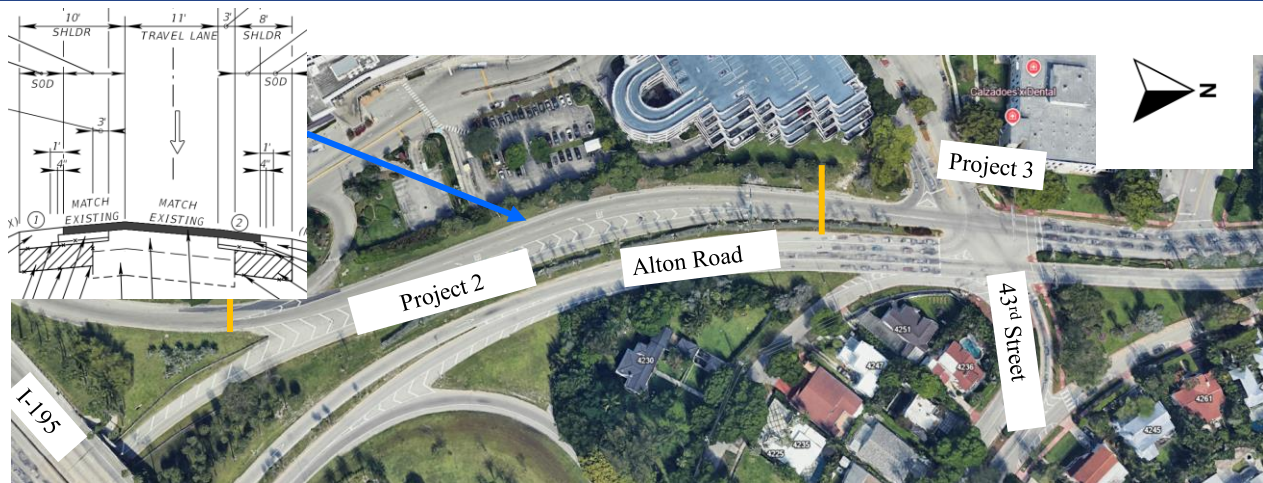 10'
11'
3'
8'
SHLDR
TRAVEL LANE
SHLDR
SOD
SOD
3'
1'
4"
1'
4"
MATCH
EXISTING
MATCH
EXISTING
1
2
Calzadoes x Dental
Project 3
N
Alton Road
Project 2
43rd Street
I-195
4230
4251
4247
4236
4235
4225
4261
4245